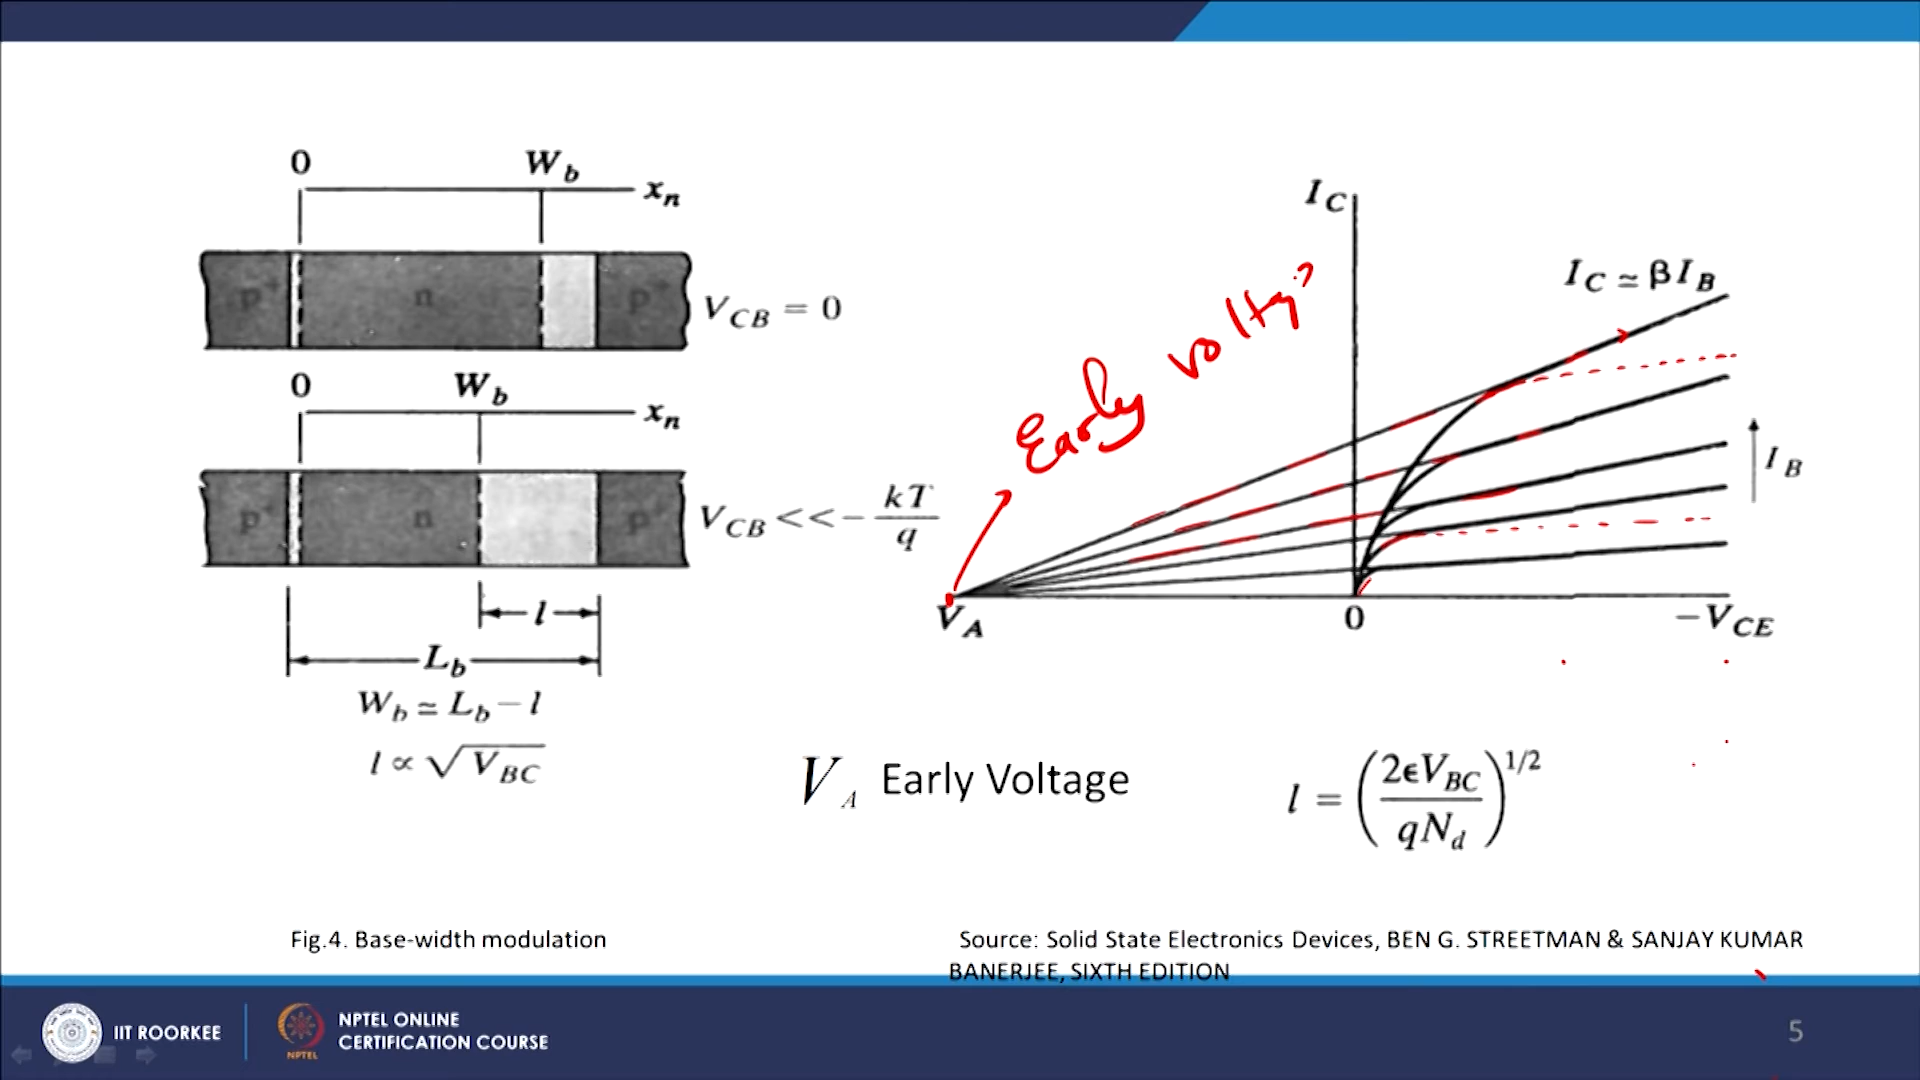 0 W_b
x_n
p+ n p+
V_CB = 0
0 W_b
x_n
p+ n p+
V_CB << - kT/q
l
L_b
W_b ≃ L_b - l
l ∝ √V_BC
I_C
I_C ≃ βI_B
I_B
V_A
0
-V_CE
Early
V_A Early Voltage
l = (2ϵV_BC / qN_d)^1/2
Fig.4. Base-width modulation
Source: Solid State Electronics Devices, BEN G. STREETMAN & SANJAY KUMAR
BANERJEE, SIXTH EDITION
IIT ROORKEE
NPTEL
NPTEL ONLINE
CERTIFICATION COURSE
5